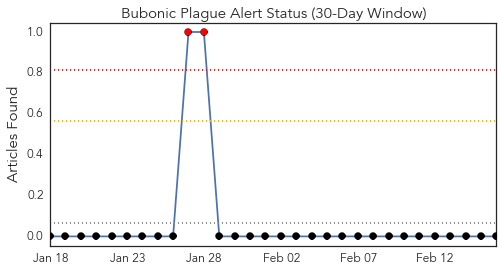 Bubonic Plague Alert Status (30-Day Window)
1.0
0.8
0.6
0.4
0.2
0.0
Articles Found
Jan 18 Jan 23 Jan 28 Feb 02 Feb 07 Feb 12